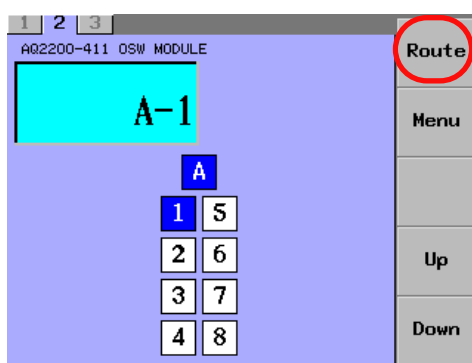 1 2 3
AQ2200-411 OSW MODULE
Route
A-1
Menu
A
1 5
2 6
Up
3 7
4 8
Down